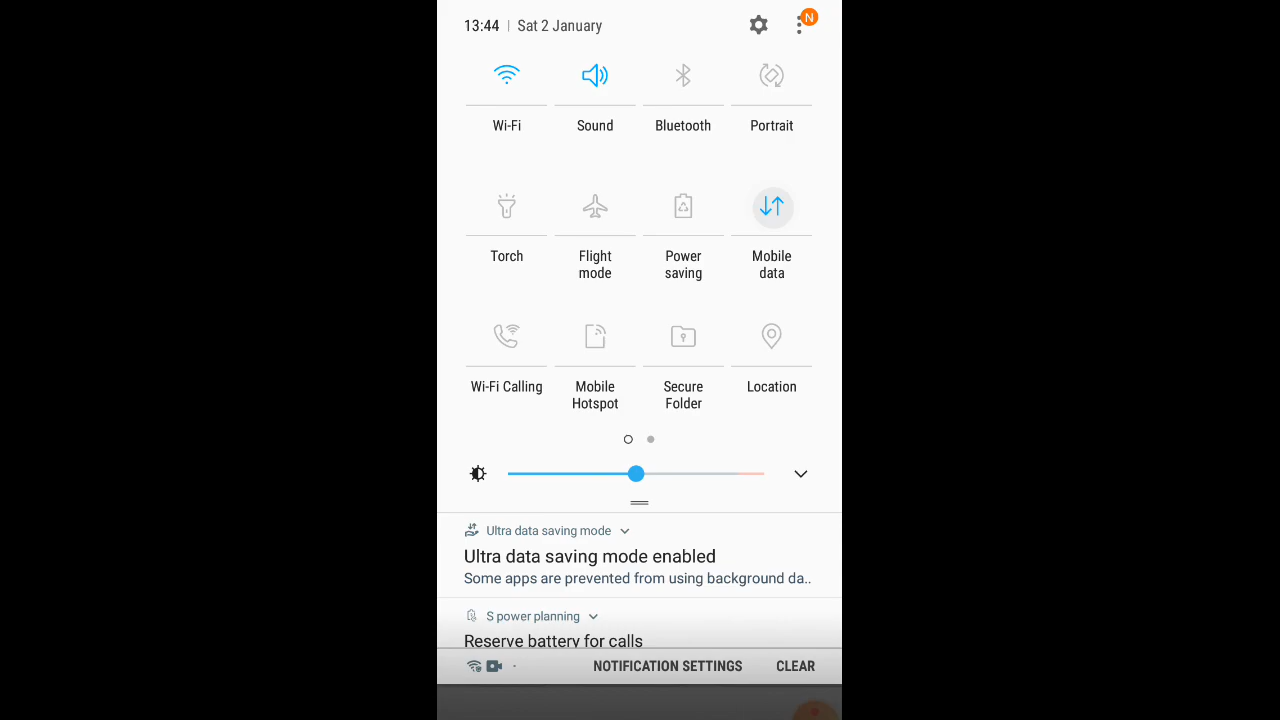 13:44 | Sat 2 January
N
Wi-Fi Sound Bluetooth Portrait
Torch Flight mode Power saving Mobile data
Wi-Fi Calling Mobile Hotspot Secure Folder Location
Ultra data saving mode
Ultra data saving mode enabled
Some apps are prevented from using background da..
S power planning
Reserve battery for calls
NOTIFICATION SETTINGS CLEAR